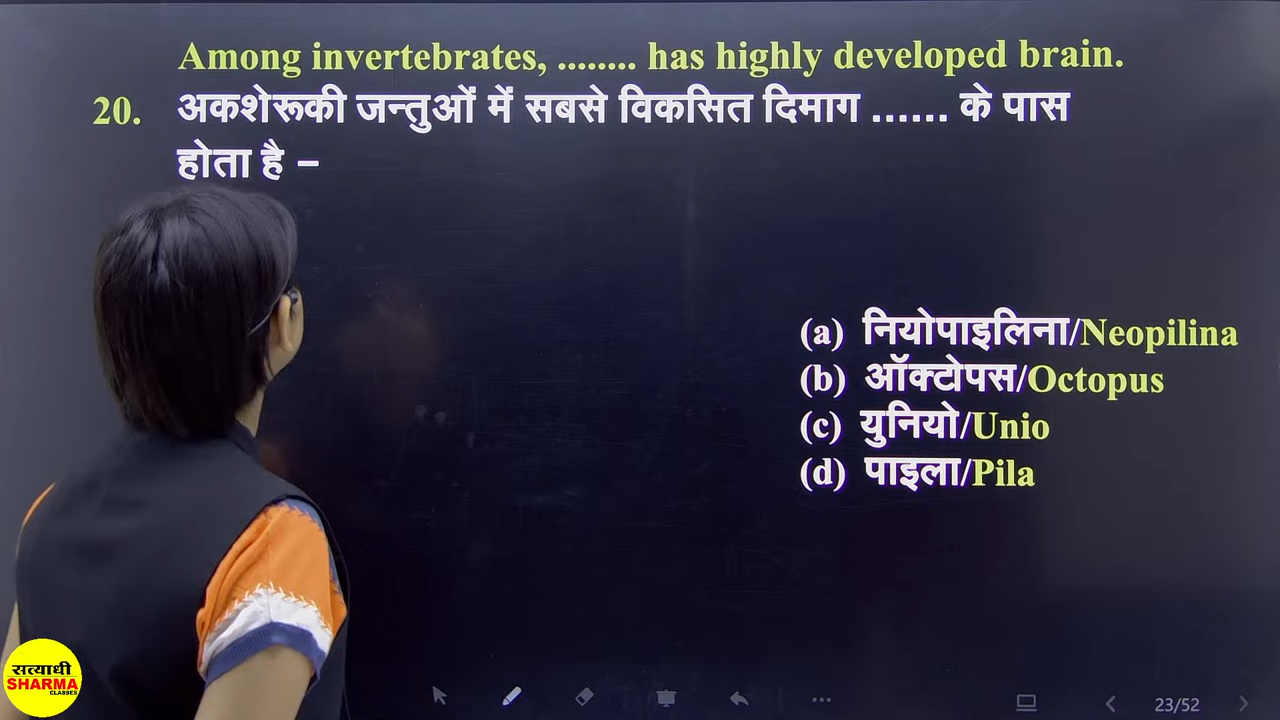 Among invertebrates, ........ has highly developed brain.
20. अकशेरूकी जन्तुओं में सबसे विकसित दिमाग ...... के पास
होता है –
(a) नियोपाइलिना/Neopilina
(b) ऑक्टोपस/Octopus
(c) युनियो/Unio
(d) पाइला/Pila
सत्याधी
SHARMA
CLASSES
23/52